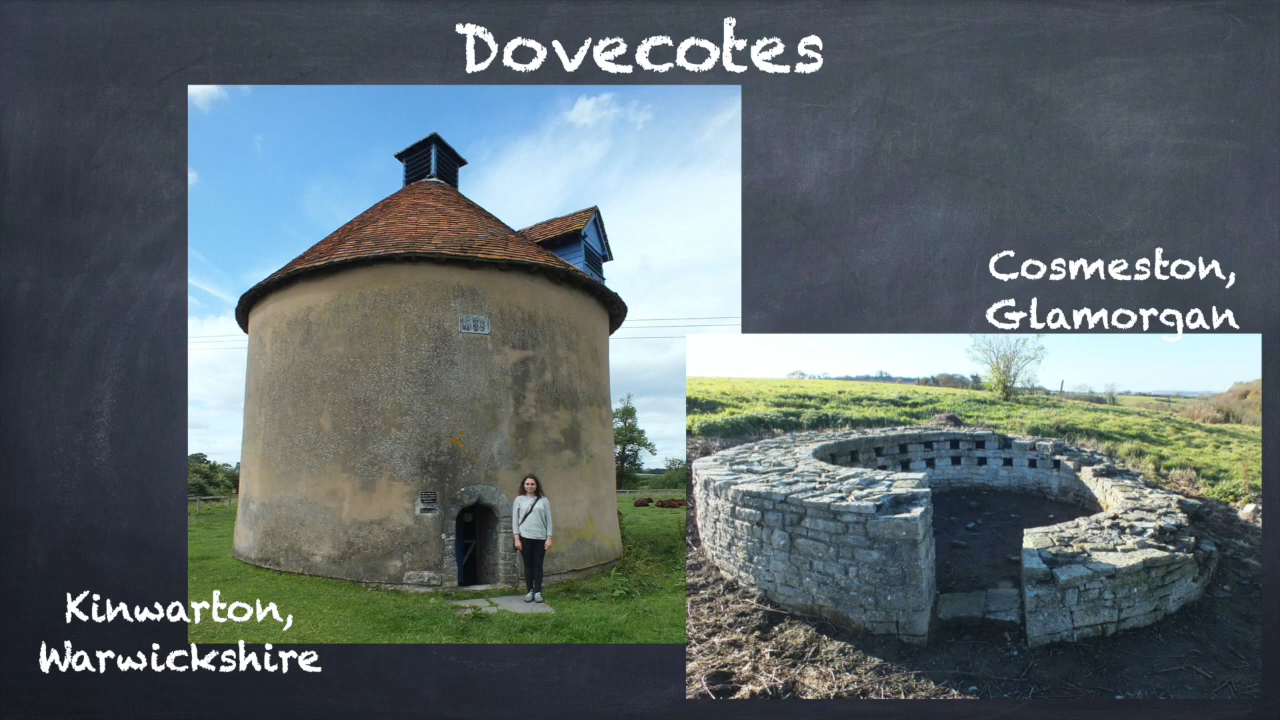 Dovecotes
Cosmeston,
Glamorgan
Kinwarton,
Warwickshire